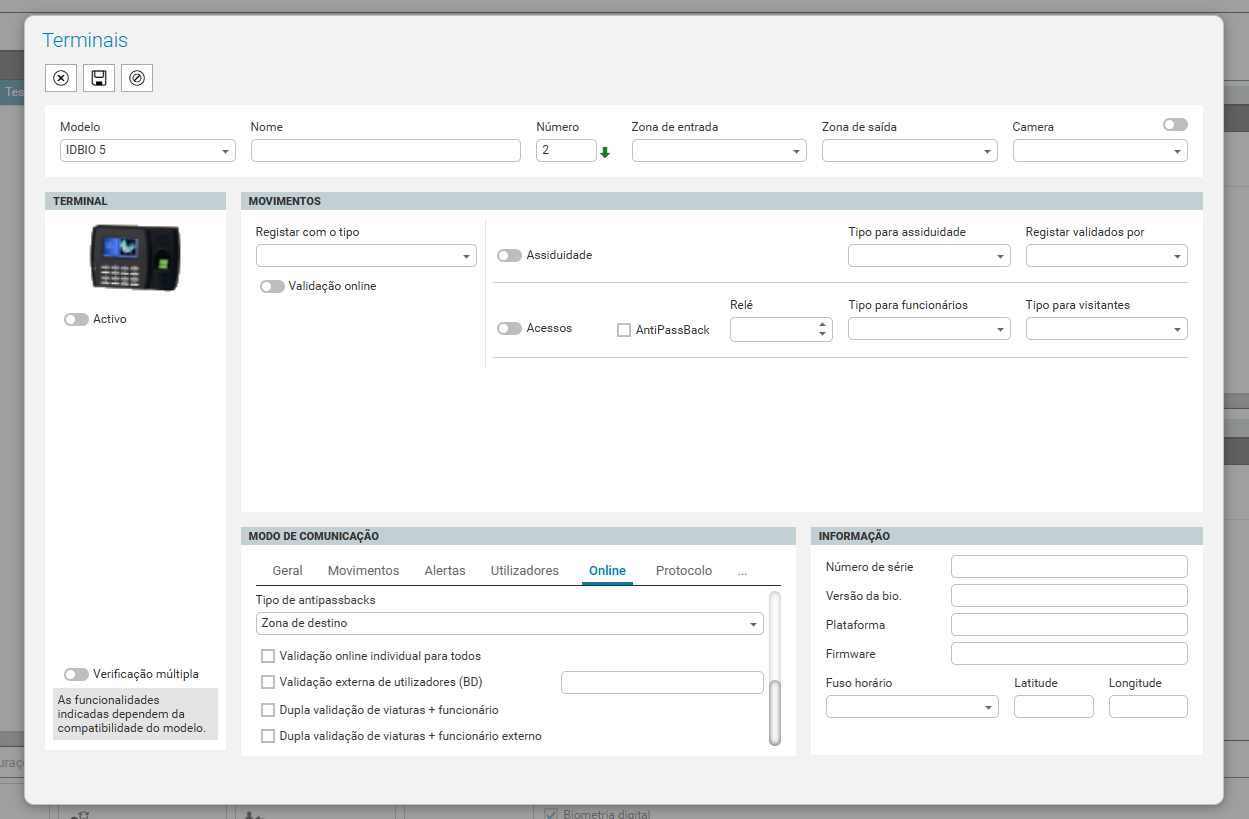 Terminais
Tes
Modelo
Nome
Número
Zona de entrada
Zona de saída
Camera
IDBIO 5
2
TERMINAL
MOVIMENTOS
Registar com o tipo
Assiduidade
Tipo para assiduidade
Registar validados por
Validação online
Activo
Acessos
AntiPassBack
Relé
Tipo para funcionários
Tipo para visitantes
MODO DE COMUNICAÇÃO
Geral Movimentos Alertas Utilizadores Online Protocolo ...
Tipo de antipassbacks
Zona de destino
Validação online individual para todos
Validação externa de utilizadores (BD)
Dupla validação de viaturas + funcionário
Dupla validação de viaturas + funcionário externo
INFORMAÇÃO
Número de série
Versão da bio.
Plataforma
Firmware
Fuso horário
Latitude
Longitude
Verificação múltipla
As funcionalidades
indicadas dependem da
compatibilidade do modelo.
uraç
Biometria digital